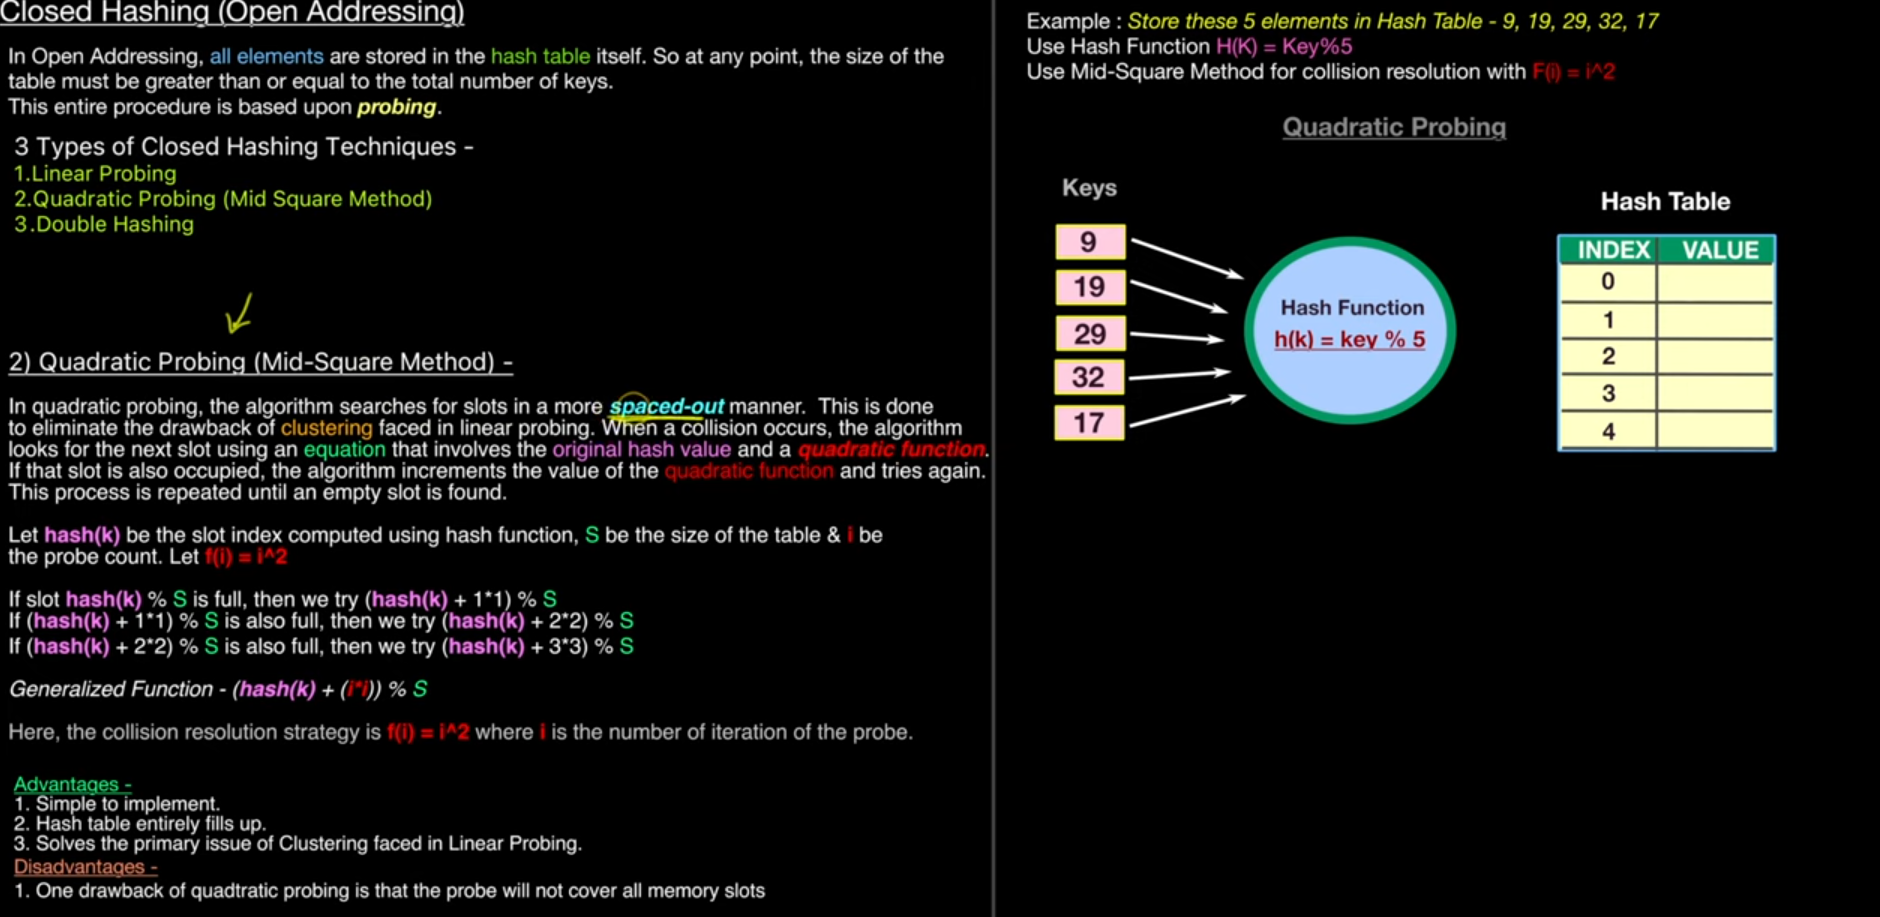 Closed Hashing (Open Addressing)
In Open Addressing, all elements are stored in the hash table itself. So at any point, the size of the
table must be greater than or equal to the total number of keys.
This entire procedure is based upon probing.
3 Types of Closed Hashing Techniques -
1.Linear Probing
2.Quadratic Probing (Mid Square Method)
3.Double Hashing
2) Quadratic Probing (Mid-Square Method) -
In quadratic probing, the algorithm searches for slots in a more spaced-out manner. This is done
to eliminate the drawback of clustering faced in linear probing. When a collision occurs, the algorithm
looks for the next slot using an equation that involves the original hash value and a quadratic function.
If that slot is also occupied, the algorithm increments the value of the quadratic function and tries again.
This process is repeated until an empty slot is found.
Let hash(k) be the slot index computed using hash function, S be the size of the table & i be
the probe count. Let f(i) = i^2
If slot hash(k) % S is full, then we try (hash(k) + 1*1) % S
If (hash(k) + 1*1) % S is also full, then we try (hash(k) + 2*2) % S
If (hash(k) + 2*2) % S is also full, then we try (hash(k) + 3*3) % S
Generalized Function - (hash(k) + (i*i)) % S
Here, the collision resolution strategy is f(i) = i^2 where i is the number of iteration of the probe.
Advantages -
1. Simple to implement.
2. Hash table entirely fills up.
3. Solves the primary issue of Clustering faced in Linear Probing.
Disadvantages -
1. One drawback of quadtratic probing is that the probe will not cover all memory slots
Example : Store these 5 elements in Hash Table - 9, 19, 29, 32, 17
Use Hash Function H(K) = Key%5
Use Mid-Square Method for collision resolution with F(i) = i^2
Quadratic Probing
Keys
9
19
29
32
17
Hash Function
h(k) = key % 5
Hash Table
INDEX VALUE
0
1
2
3
4